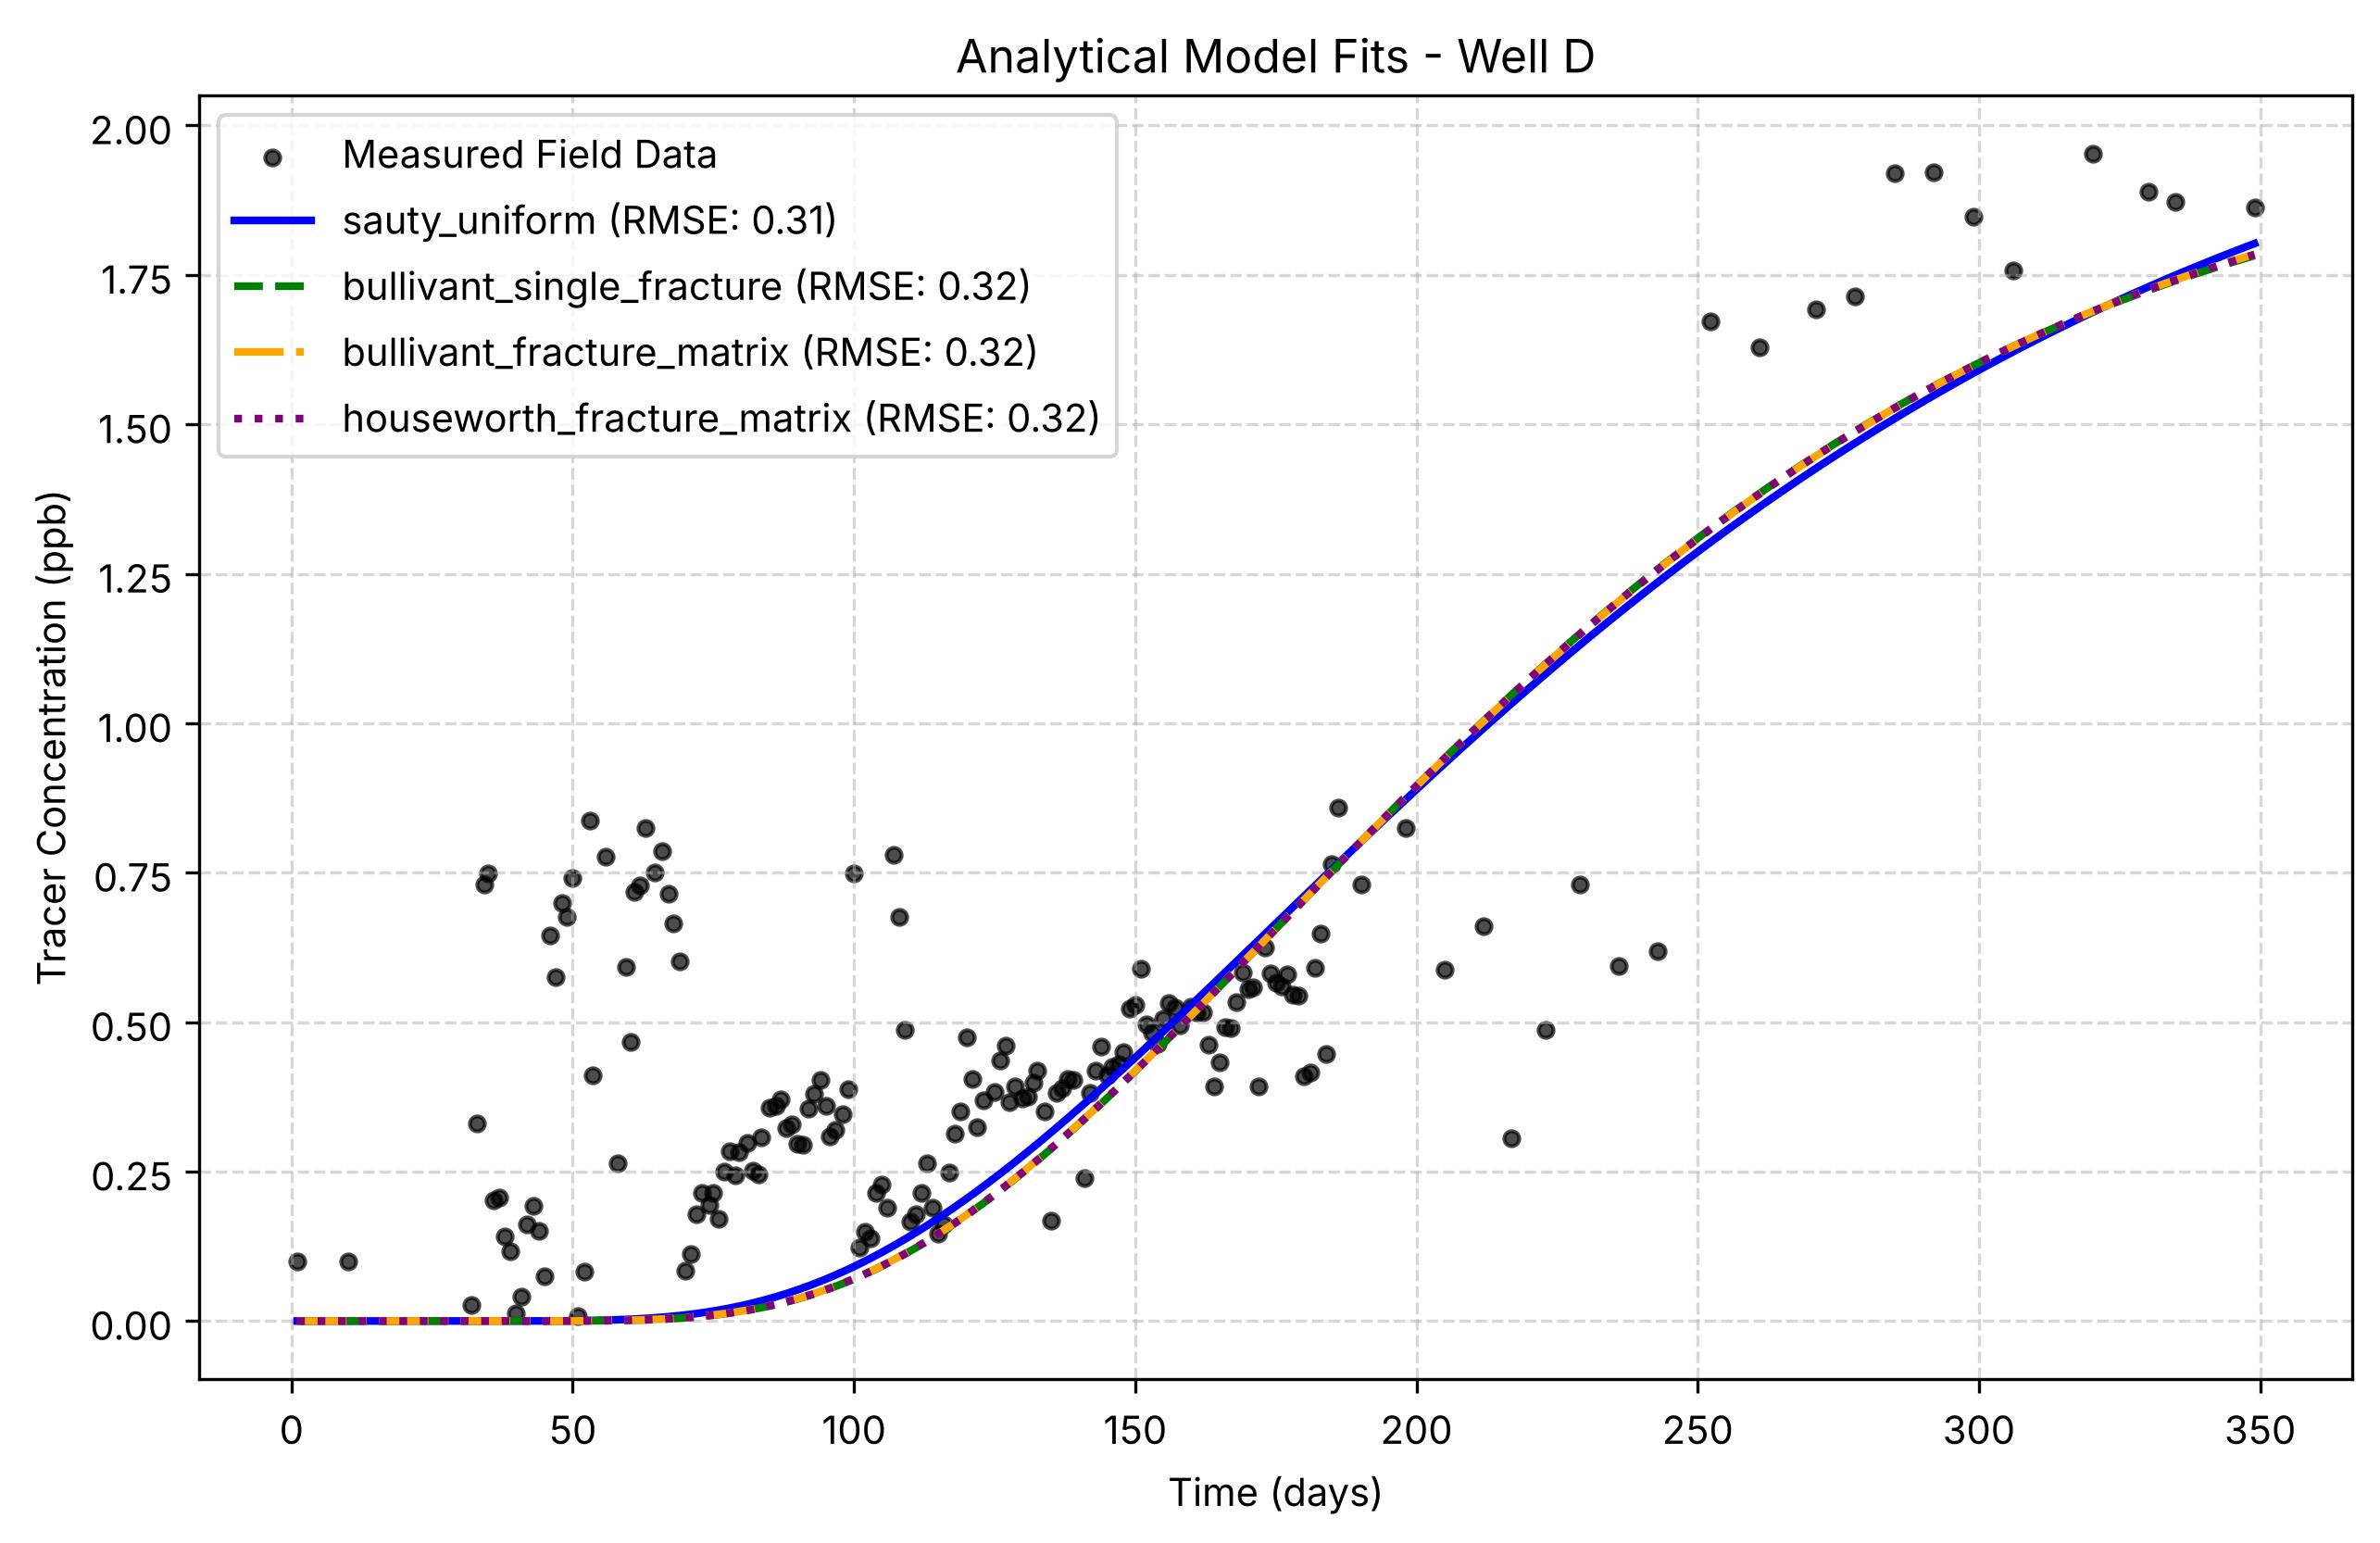 Analytical Model Fits - Well D
Measured Field Data
sauty_uniform (RMSE: 0.31)
bullivant_single_fracture (RMSE: 0.32)
bullivant_fracture_matrix (RMSE: 0.32)
houseworth_fracture_matrix (RMSE: 0.32)
Tracer Concentration (ppb)
2.00
1.75
1.50
1.25
1.00
0.75
0.50
0.25
0.00
0 50 100 150 200 250 300 350
Time (days)